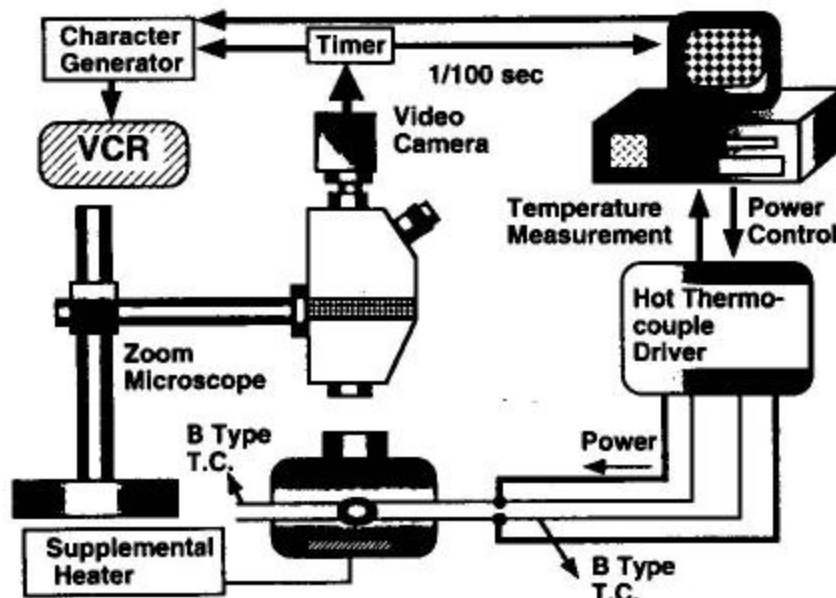 Character
Generator
Timer
1/100 sec
VCR
Video
Camera
Temperature
Measurement
Power
Control
Hot Thermo-
couple
Driver
Zoom
Microscope
B Type
T.C.
Power
Supplemental
Heater
B Type
T.C.